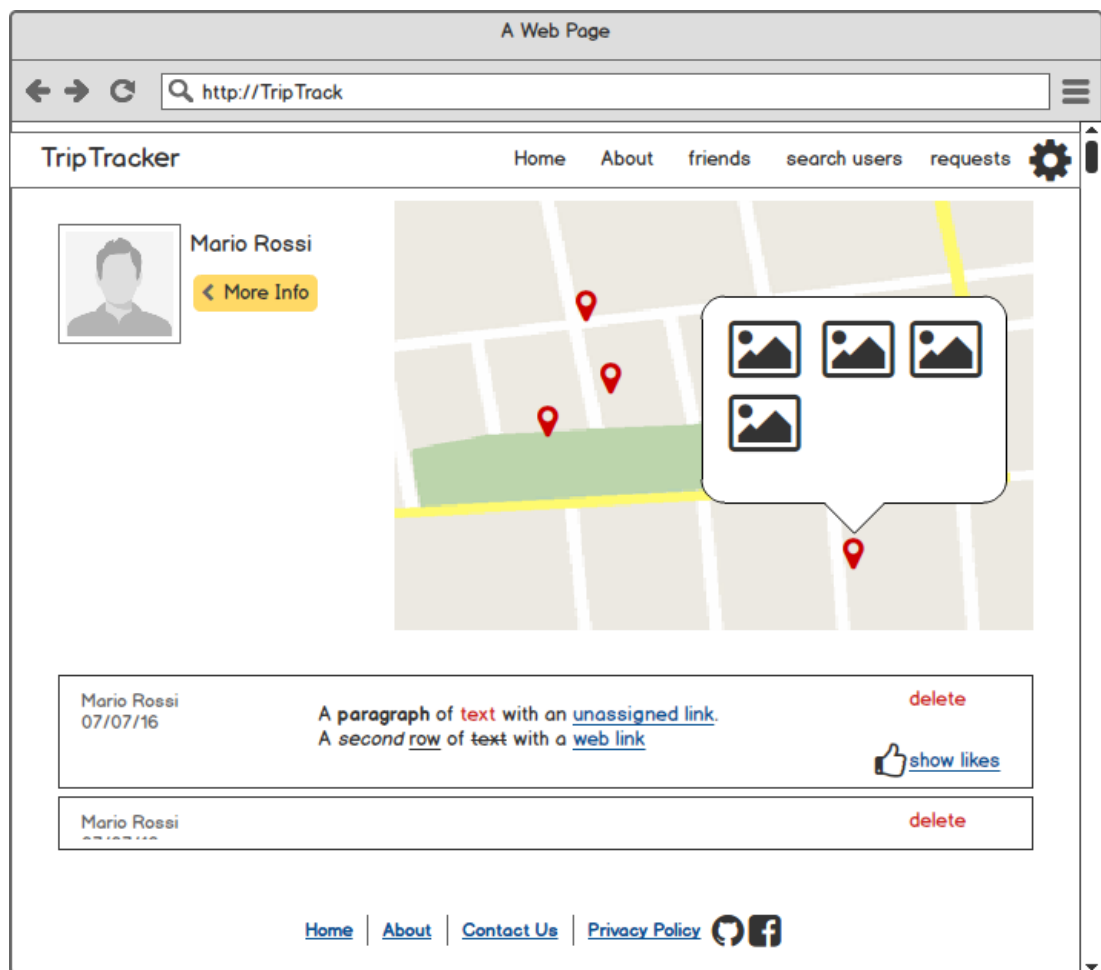 A Web Page
http://TripTrack
TripTracker Home About friends search users requests
Mario Rossi
More Info
Mario Rossi
07/07/16
delete
A paragraph of text with an unassigned link.
A second row of text with a web link
show likes
Mario Rossi
delete
Home About Contact Us Privacy Policy